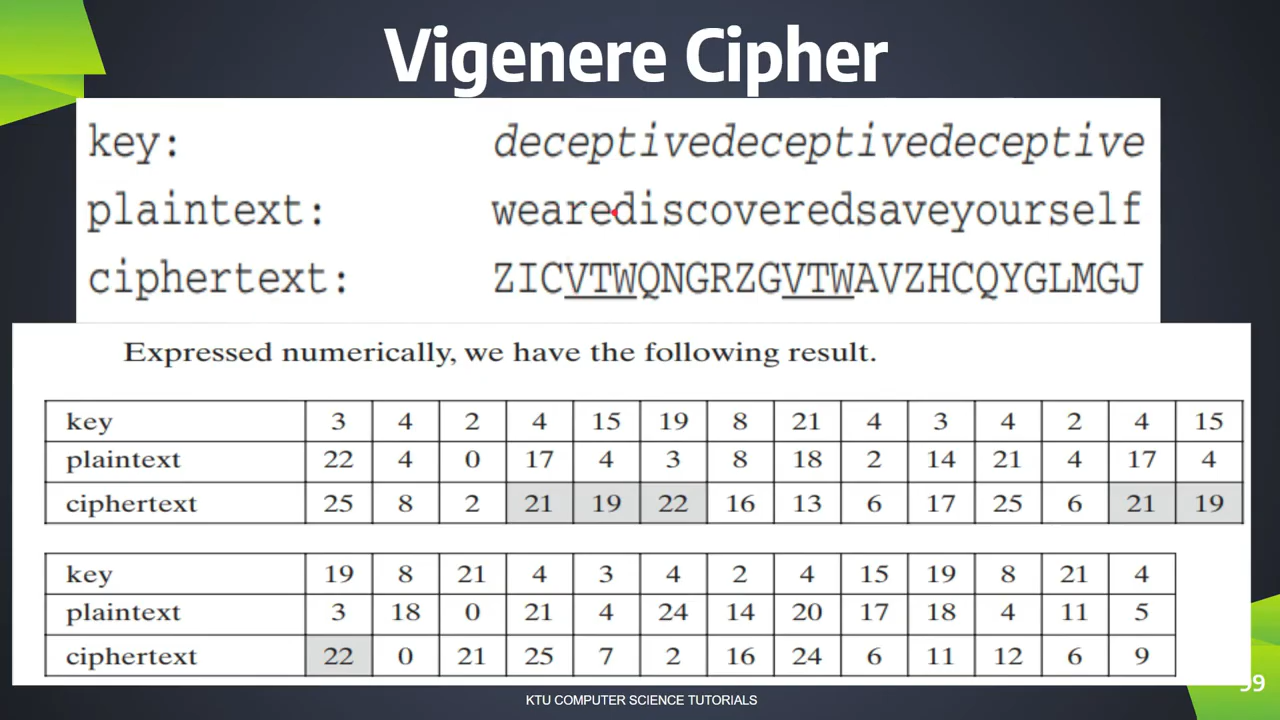 Vigenere Cipher
key: deceptivedeceptivedeceptive
plaintext: wearediscoveredsaveyourself
ciphertext: ZICVTWQNGRZGVTWAVZHCQYGLMGJ
Expressed numerically, we have the following result.
key 3 4 2 4 15 19 8 21 4 3 4 2 4 15
plaintext 22 4 0 17 4 3 8 18 2 14 21 4 17 4
ciphertext 25 8 2 21 19 22 16 13 6 17 25 6 21 19
key 19 8 21 4 3 4 2 4 15 19 8 21 4
plaintext 3 18 0 21 4 24 14 20 17 18 4 11 5
ciphertext 22 0 21 25 7 2 16 24 6 11 12 6 9
KTU COMPUTER SCIENCE TUTORIALS